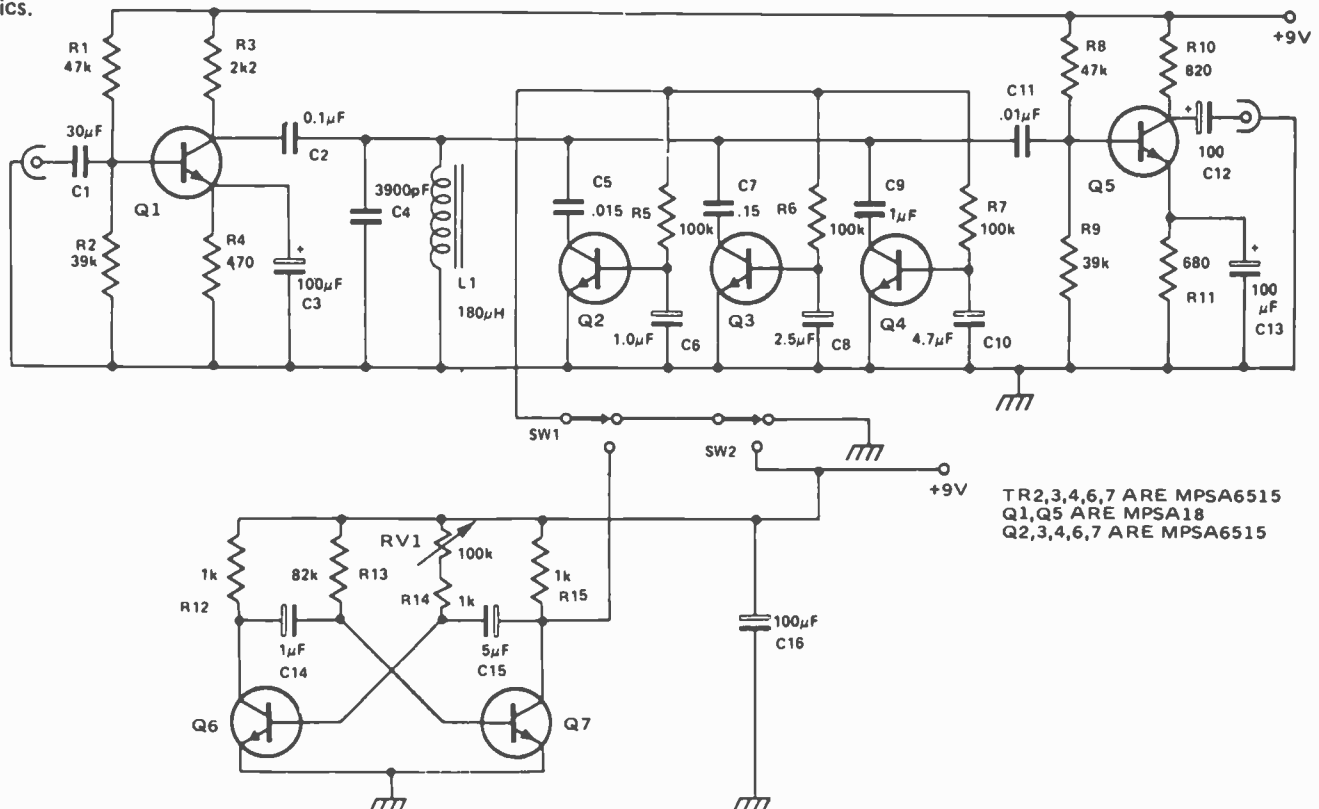 ics.
R1
47k
R3
2k2
30μF
C1
Q1
0.1μF
C2
R2
39k
R4
470
100μF
C3
+
3900pF
C4
L1
180μH
C5
.015
R5
100k
Q2
1.0μF
C6
C7
.15
R6
100k
Q3
2.5μF
C8
C9
1μF
R7
100k
Q4
4.7μF
C10
C11
.01μF
R8
47k
R10
820
+9V
Q5
+
100
C12
R9
39k
680
R11
+
100
μF
C13
SW1
SW2
+9V
TR2,3,4,6,7 ARE MPSA6515
Q1,Q5 ARE MPSA18
Q2,3,4,6,7 ARE MPSA6515
1k
R12
82k
R13
RV1
100k
R14
1k
1k
R15
1μF
C14
5μF
C15
100μF
C16
Q6
Q7